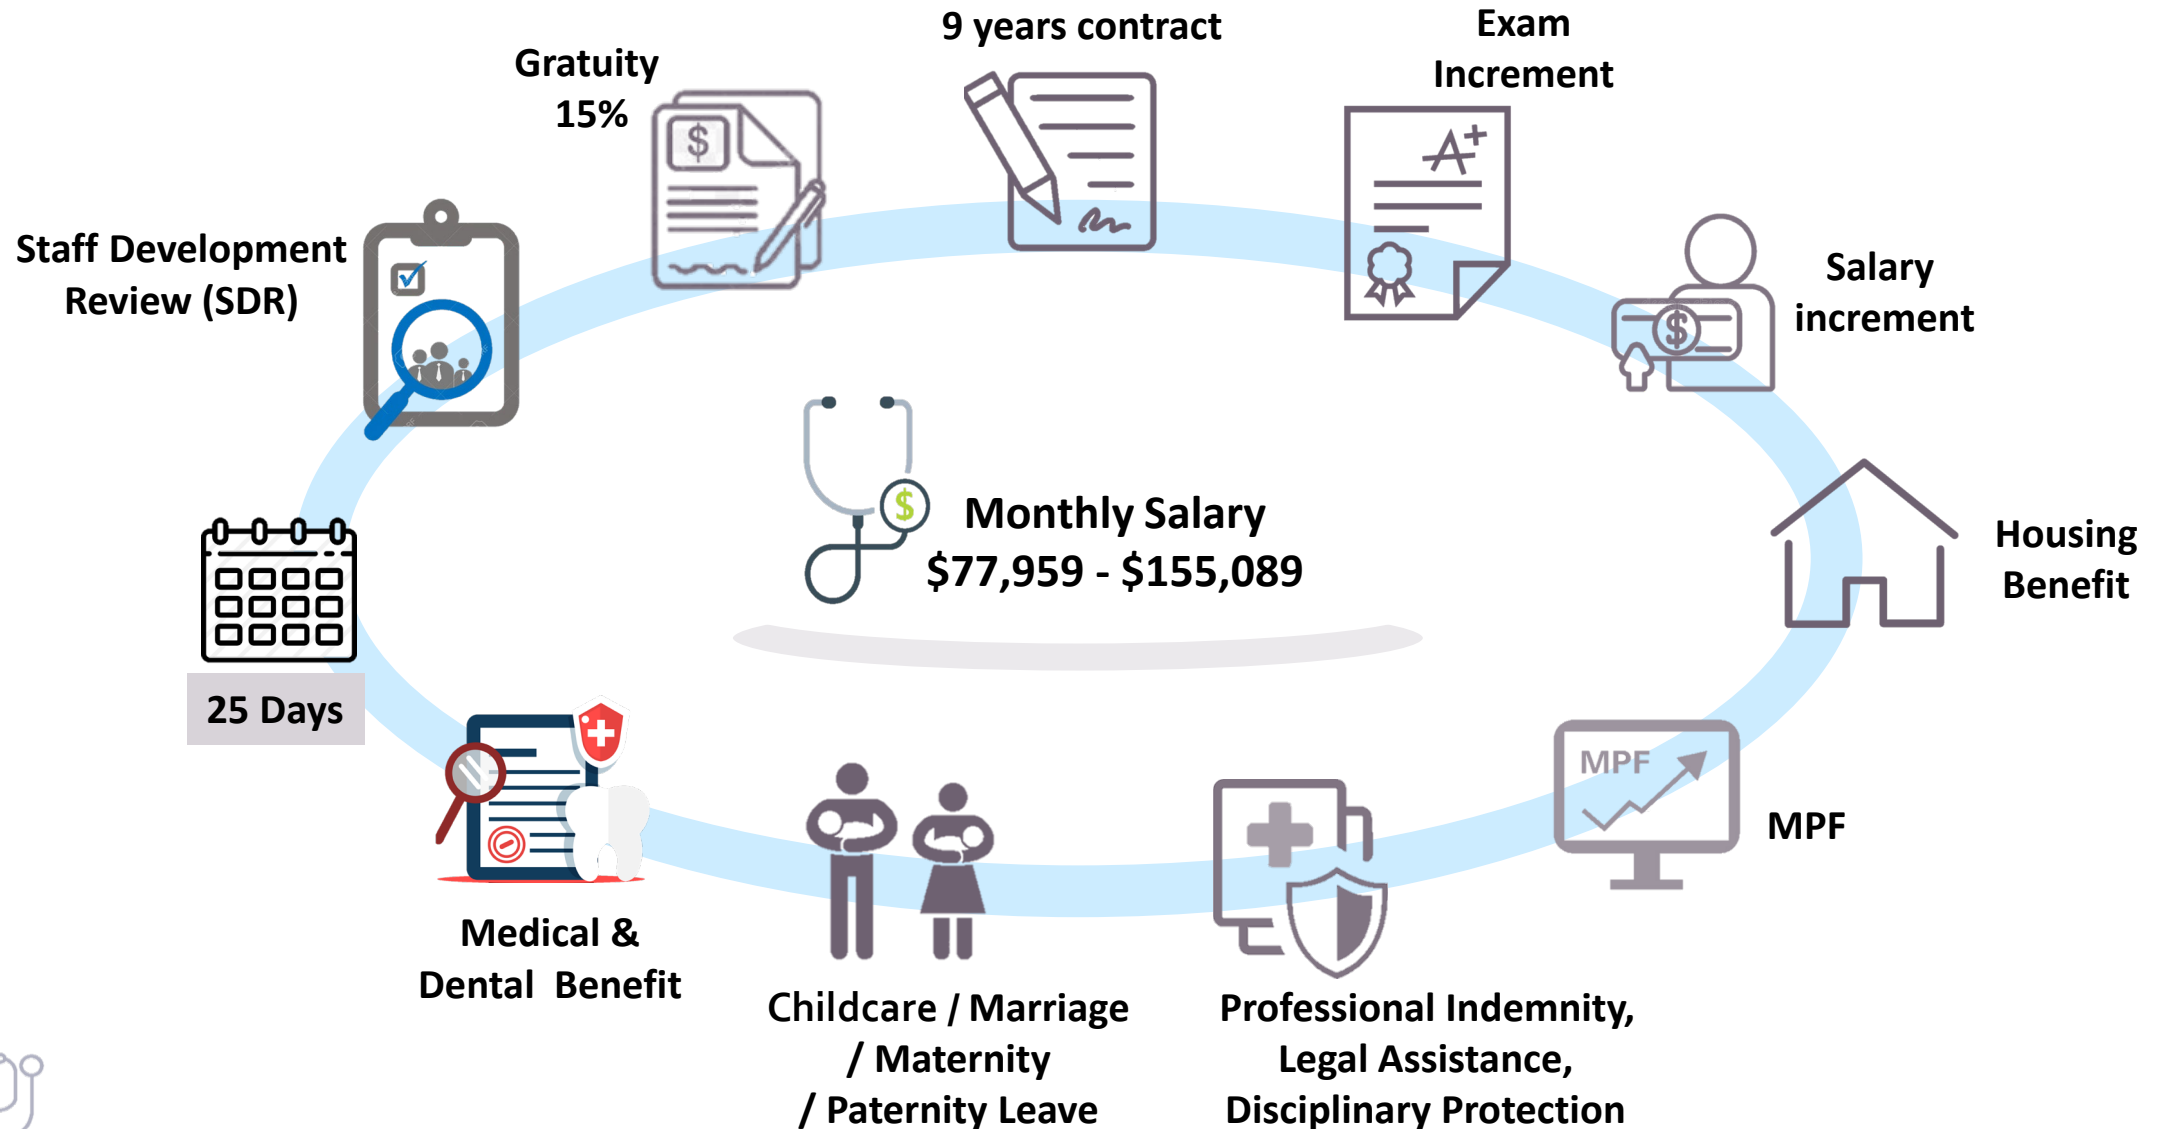 9 years contract
Exam
Increment
Gratuity
15%
$
A+
Staff Development
Review (SDR)
Salary
increment
$
$
Monthly Salary
$77,959 - $155,089
Housing
Benefit
25 Days
MPF
MPF
Medical &
Dental  Benefit
Childcare / Marriage
/ Maternity
/ Paternity Leave
Professional Indemnity,
Legal Assistance,
Disciplinary Protection